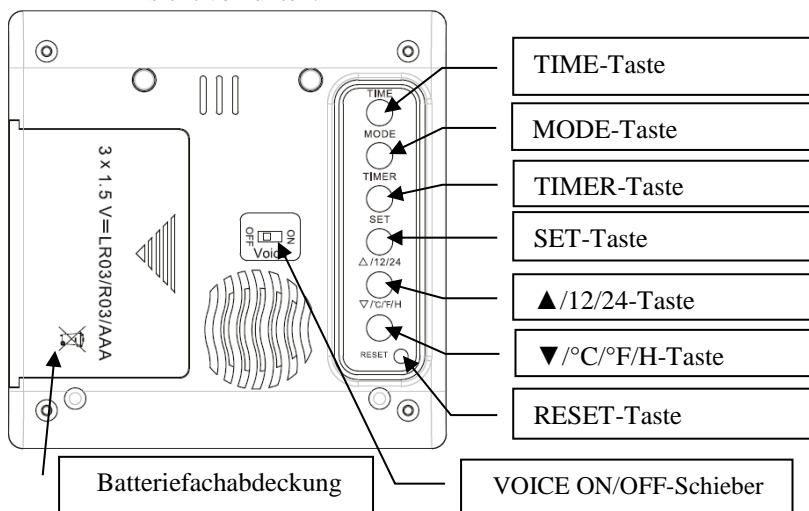 TIME
MODE
TIMER
SET
△/12/24
▽/°C/°F/H
RESET
3 x 1.5 V⎓LR03/R03/AAA
OFF
ON
Voice
TIME-Taste
MODE-Taste
TIMER-Taste
SET-Taste
▲/12/24-Taste
▼/°C/°F/H-Taste
RESET-Taste
Batteriefachabdeckung
VOICE ON/OFF-Schieber